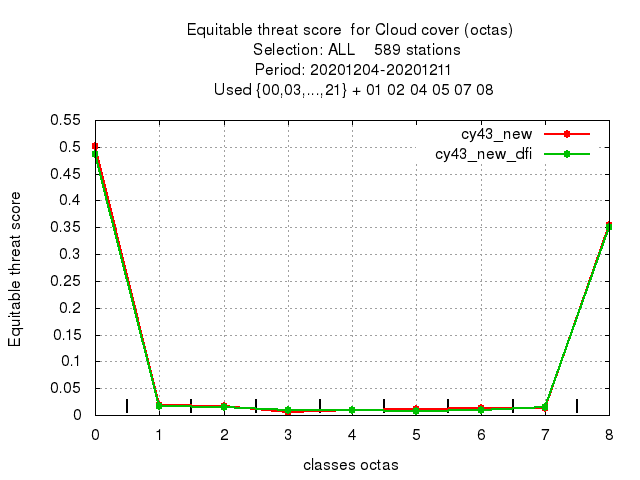 Equitable threat score  for Cloud cover (octas)
Selection: ALL    589 stations
Period: 20201204-20201211
Used {00,03,...,21} + 01 02 04 05 07 08
cy43_new
cy43_new_dfi
0.55
0.5
0.45
0.4
0.35
0.3
0.25
0.2
0.15
0.1
0.05
0
Equitable threat score
0 1 2 3 4 5 6 7 8
classes octas